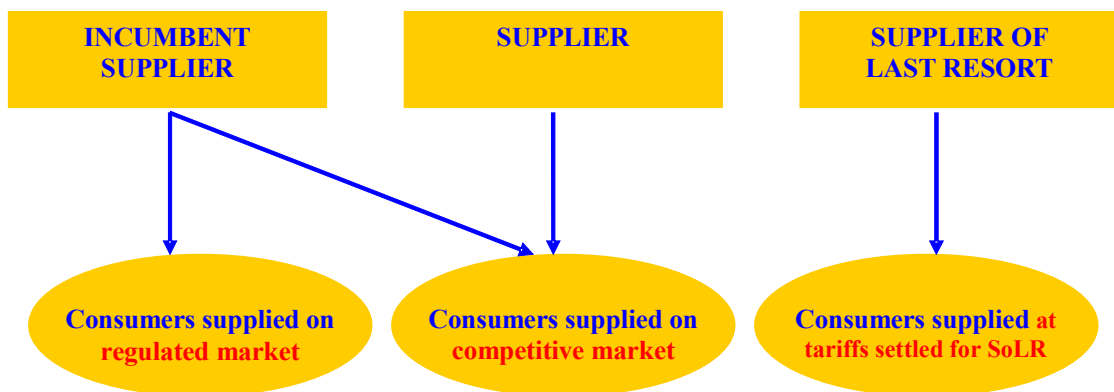 INCUMBENT
SUPPLIER
SUPPLIER
SUPPLIER OF
LAST RESORT
Consumers supplied on
regulated market
Consumers supplied on
competitive market
Consumers supplied at
tariffs settled for SoLR